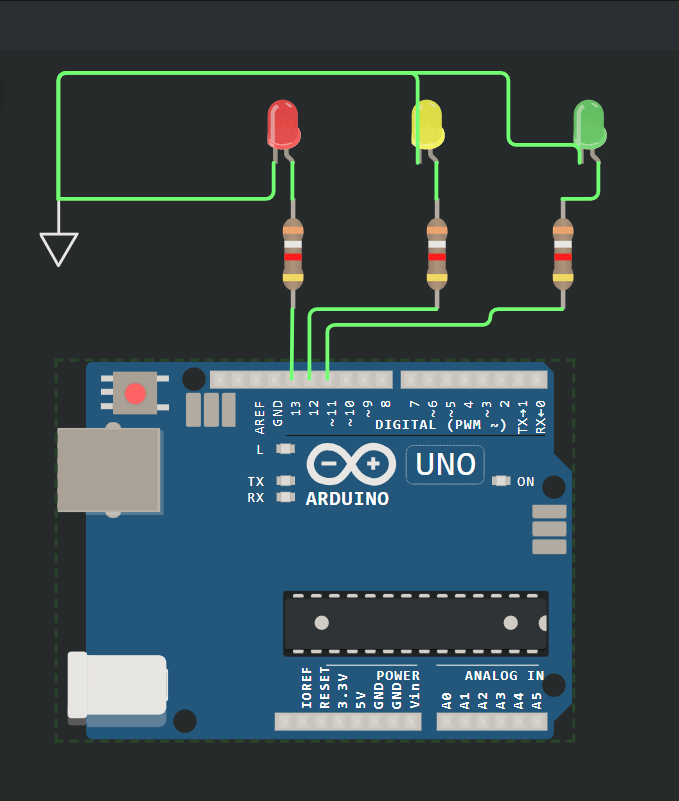 AREF
GND
13
12
~11
~10
~9
8
7
~6
~5
4
~3
2
TX→1
RX←0
DIGITAL (PWM ~)
L
TX
RX
UNO
ON
ARDUINO
POWER
ANALOG IN
IOREF
RESET
3.3V
5V
GND
GND
Vin
A0
A1
A2
A3
A4
A5